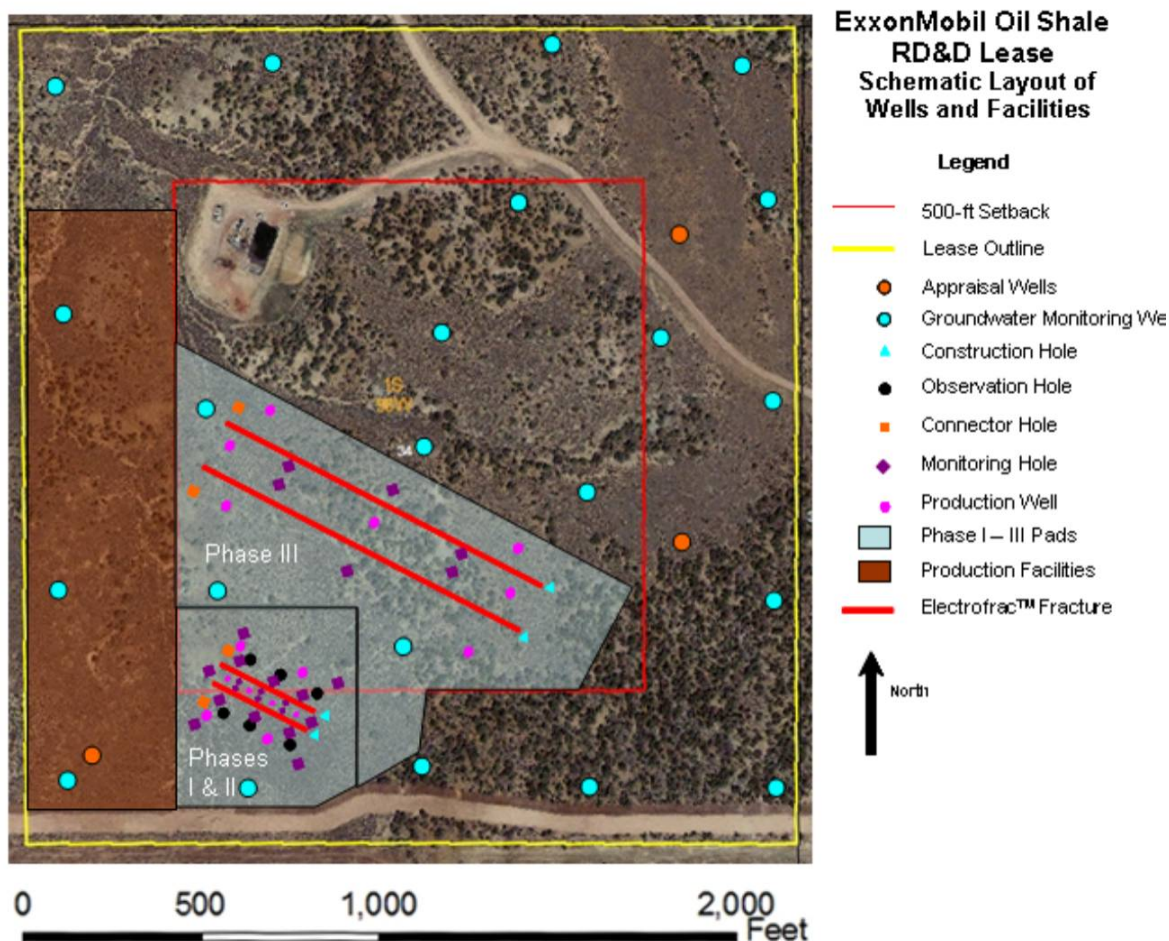 ExxonMobil Oil Shale
RD&D Lease
Schematic Layout of
Wells and Facilities
Legend
500-ft Setback
Lease Outline
Appraisal Wells
Groundwater Monitoring We
Construction Hole
Observation Hole
Connector Hole
Monitoring Hole
Production Well
Phase I – III Pads
Production Facilities
Electrofrac™ Fracture
North
1S
34
Phase III
Phases
I & II
0 500 1,000 2,000
Feet